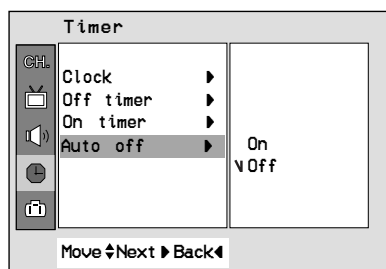 Timer
CH.
Clock
Off timer
On timer
Auto off
On
Off
Move Next Back